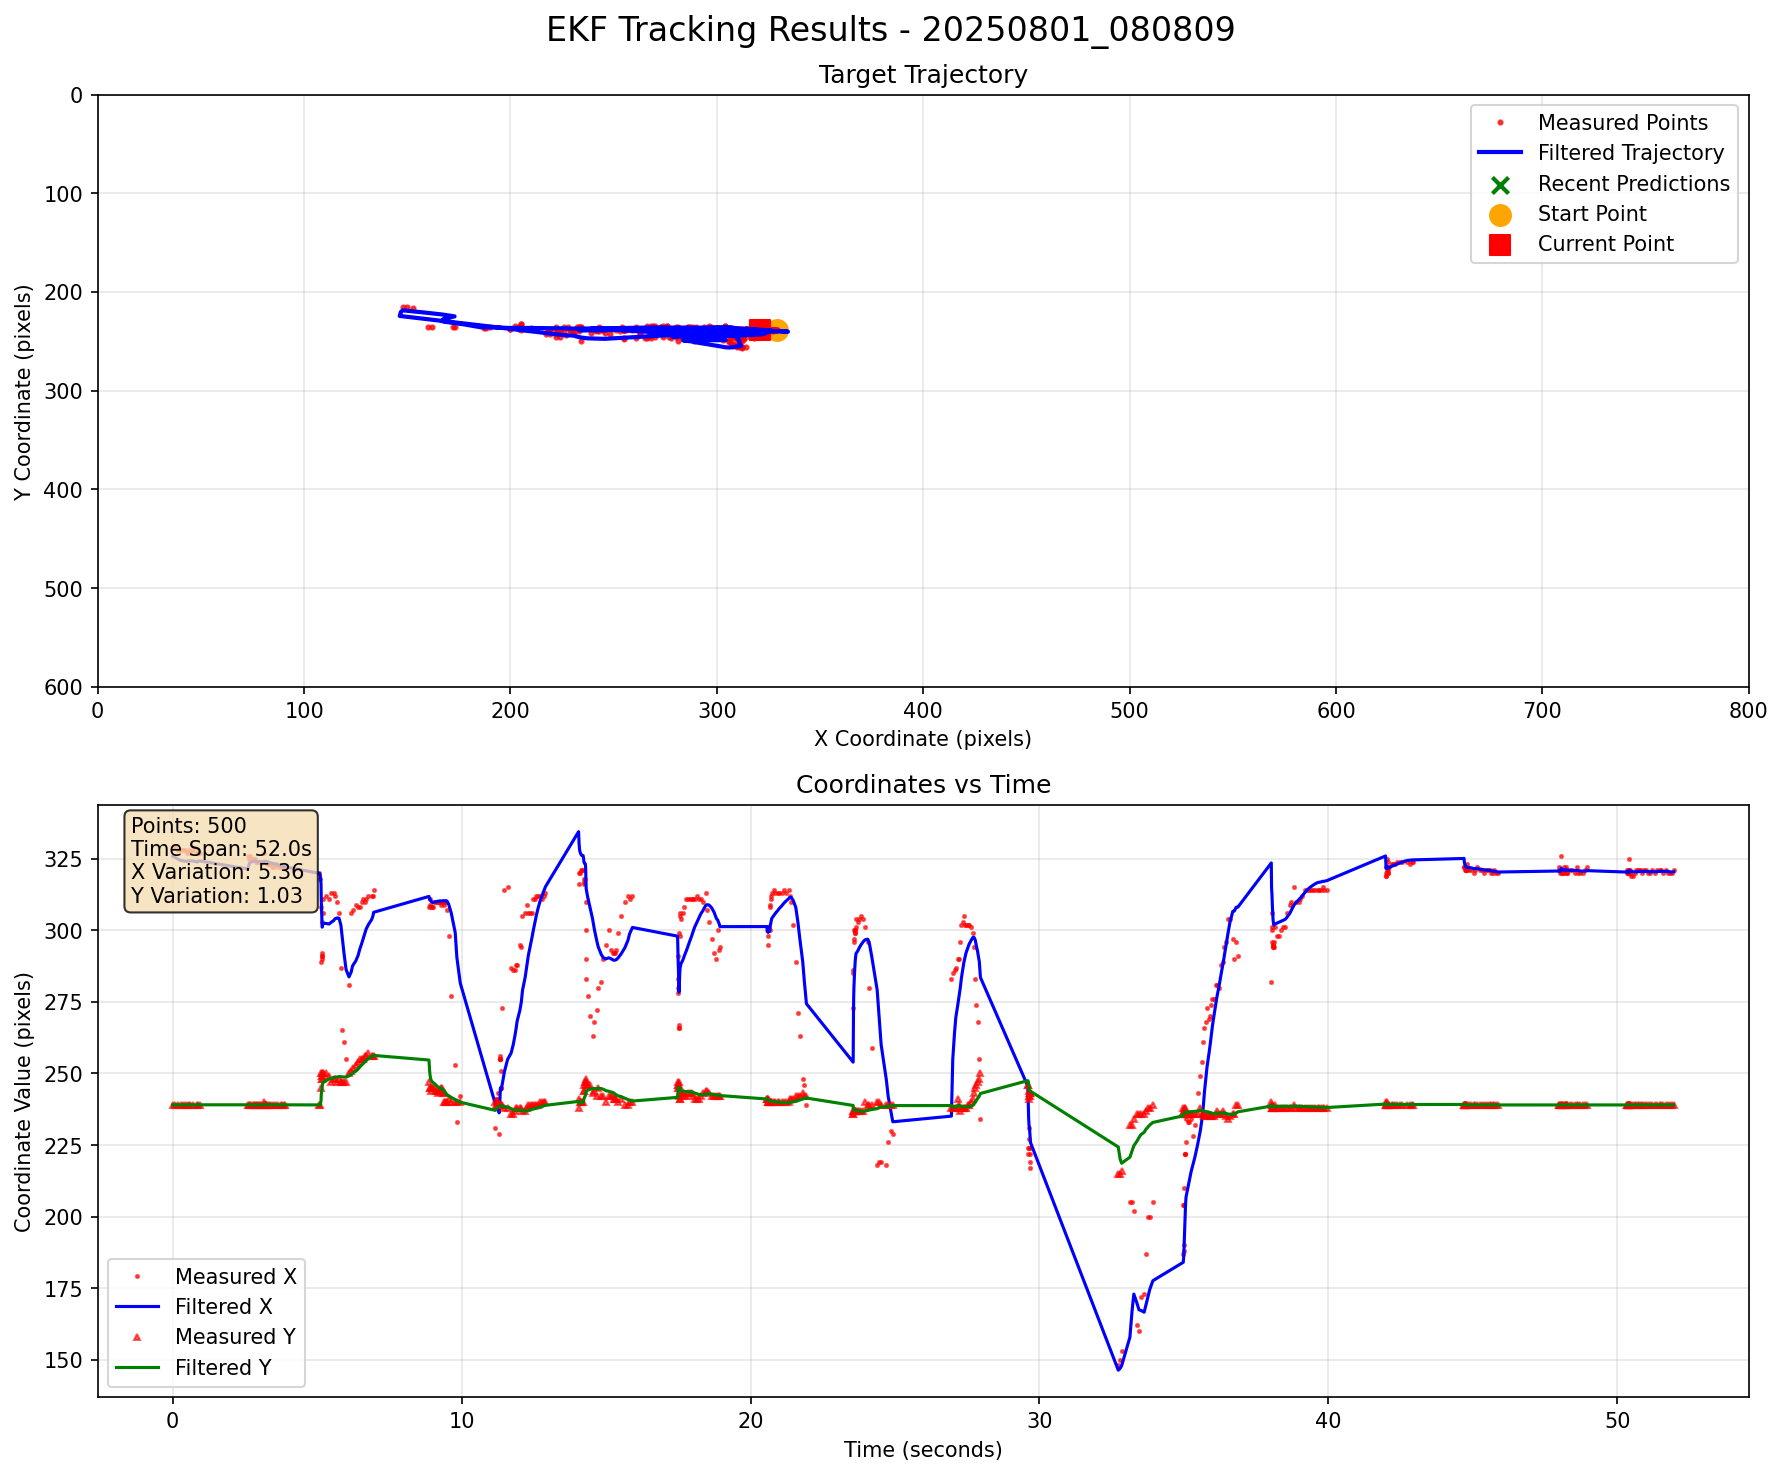 EKF Tracking Results - 20250801_080809
Target Trajectory
0
100
200
300
400
500
600
Y Coordinate (pixels)
Measured Points
Filtered Trajectory
Recent Predictions
Start Point
Current Point
0 100 200 300 400 500 600 700 800
X Coordinate (pixels)
Coordinates vs Time
Points: 500
Time Span: 52.0s
X Variation: 5.36
Y Variation: 1.03
325
300
275
250
225
200
175
150
Coordinate Value (pixels)
Measured X
Filtered X
Measured Y
Filtered Y
0 10 20 30 40 50
Time (seconds)